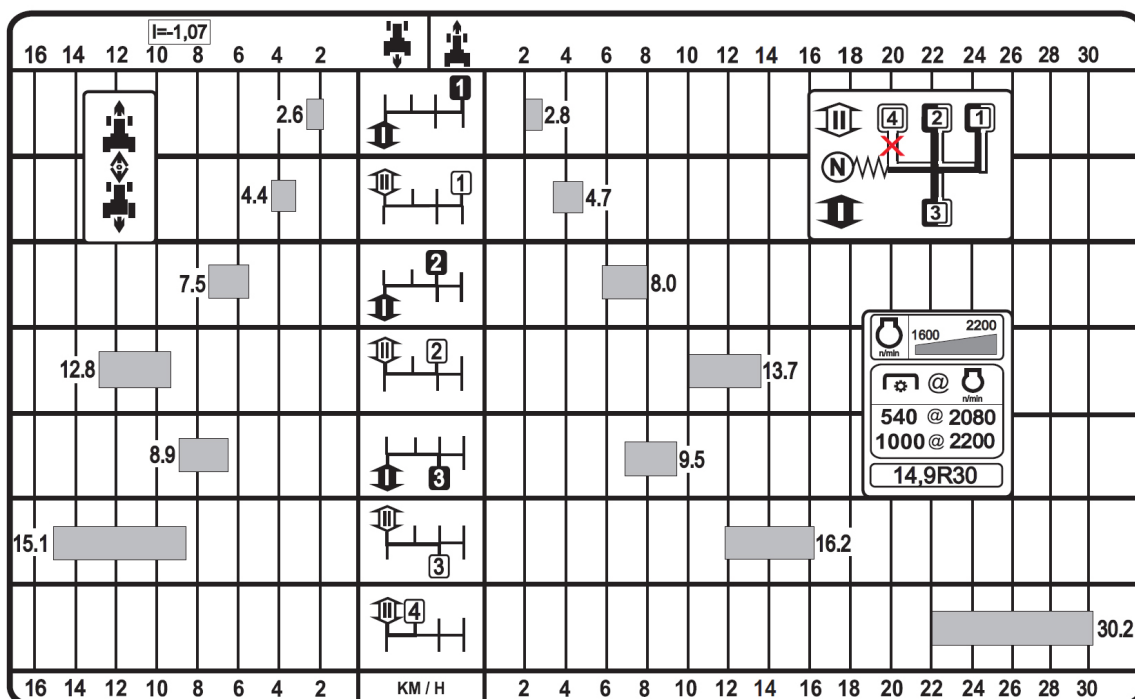 I=-1,07
16 14 12 10 8 6 4 2 2 4 6 8 10 12 14 16 18 20 22 24 26 28 30
2.6 I 1 2.8
II 4 2 1
N
I 3
4.4 II 1 4.7
7.5 I 2 8.0
12.8 II 2 13.7
1600 2200
n/min
@ n/min
540 @ 2080
1000 @ 2200
14,9R30
8.9 I 3 9.5
15.1 II 3 16.2
II 4 30.2
16 14 12 10 8 6 4 2 KM / H 2 4 6 8 10 12 14 16 18 20 22 24 26 28 30